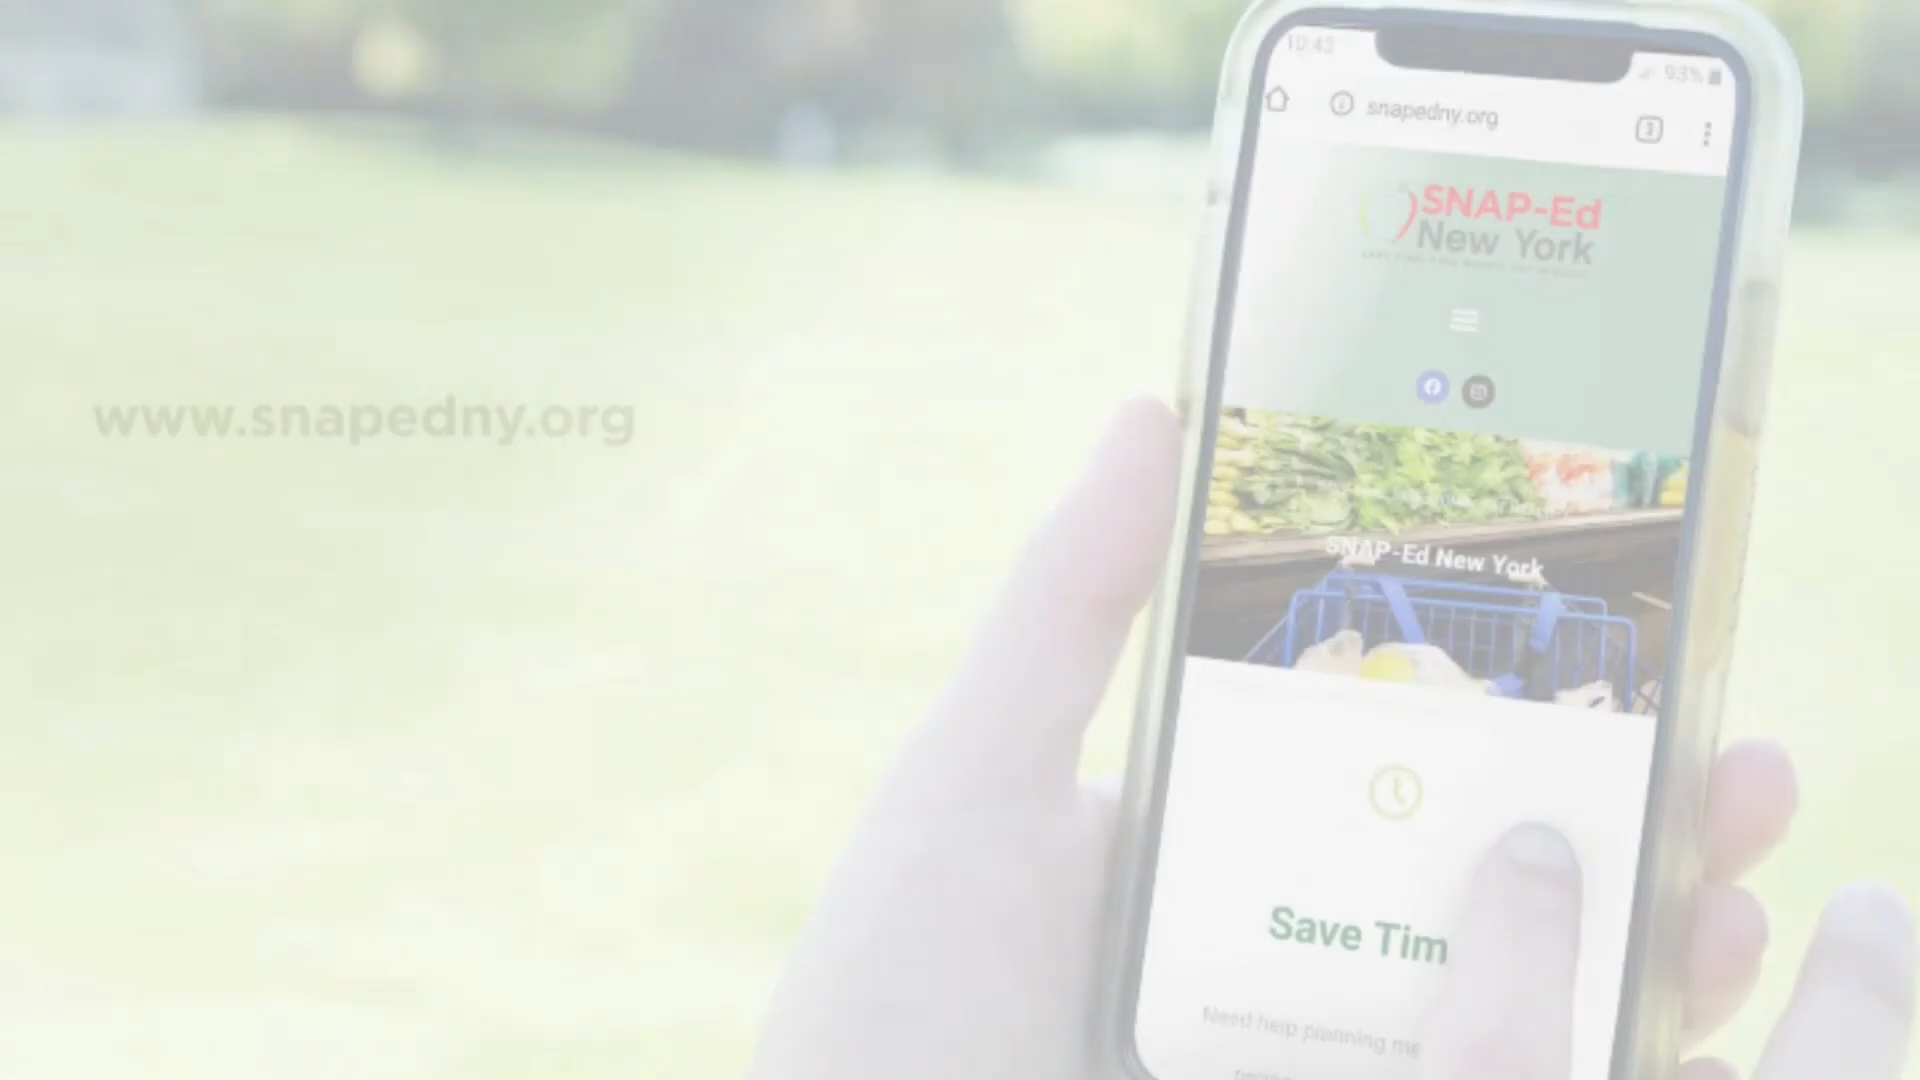 10:43
93%
snapedny.org
3
SNAP-Ed
New York
www.snapedny.org
SNAP-Ed New York
Save Tim
Need help planning me